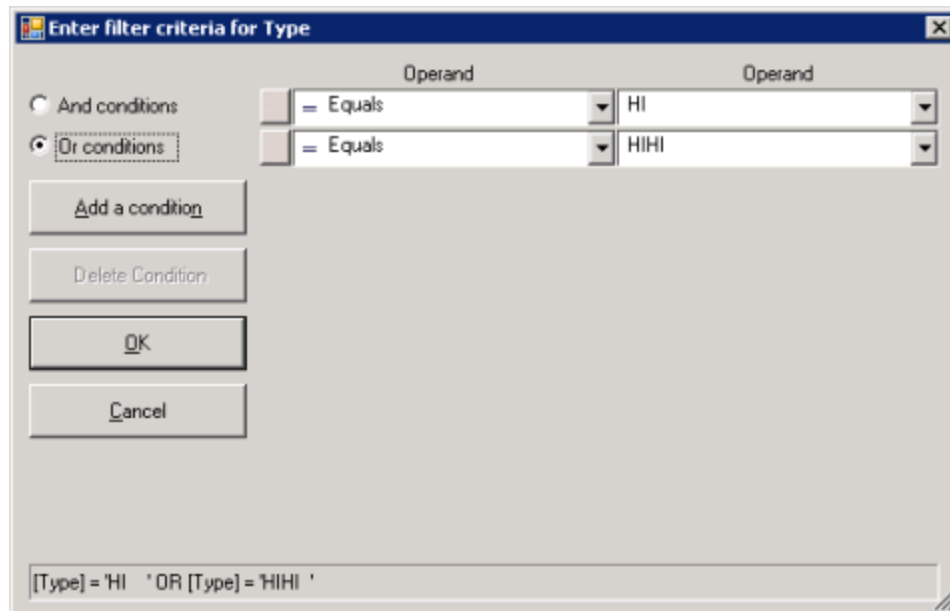 Enter filter criteria for Type
Operand Operand
And conditions = Equals HI
Or conditions = Equals HIHI
Add a condition
Delete Condition
OK
Cancel
[Type] = 'HI    ' OR [Type] = 'HIHI  '